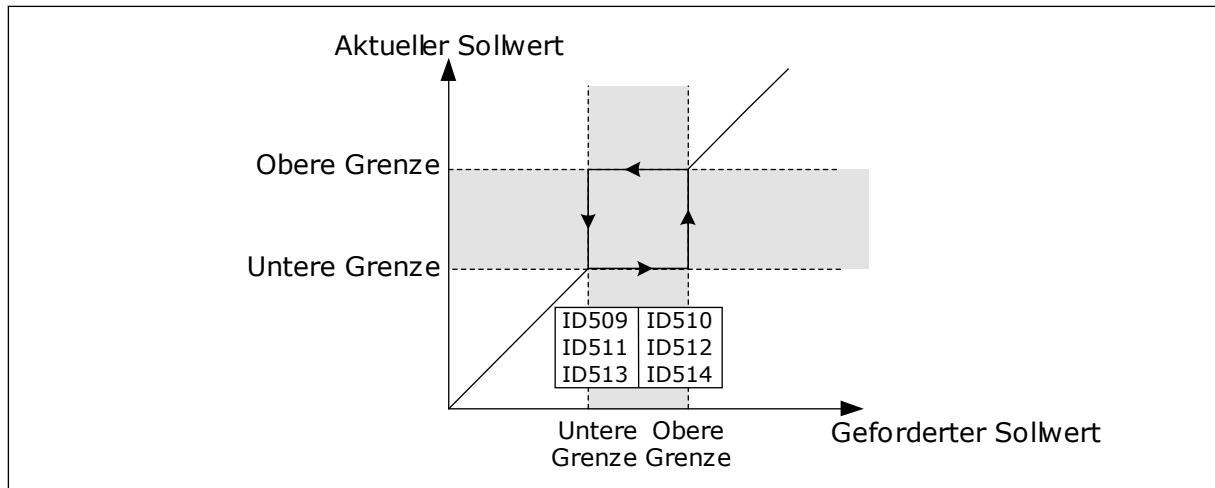 Aktueller Sollwert
Obere Grenze
Untere Grenze
ID509 ID510
ID511 ID512
ID513 ID514
Untere Obere
Grenze Grenze
Geforderter Sollwert